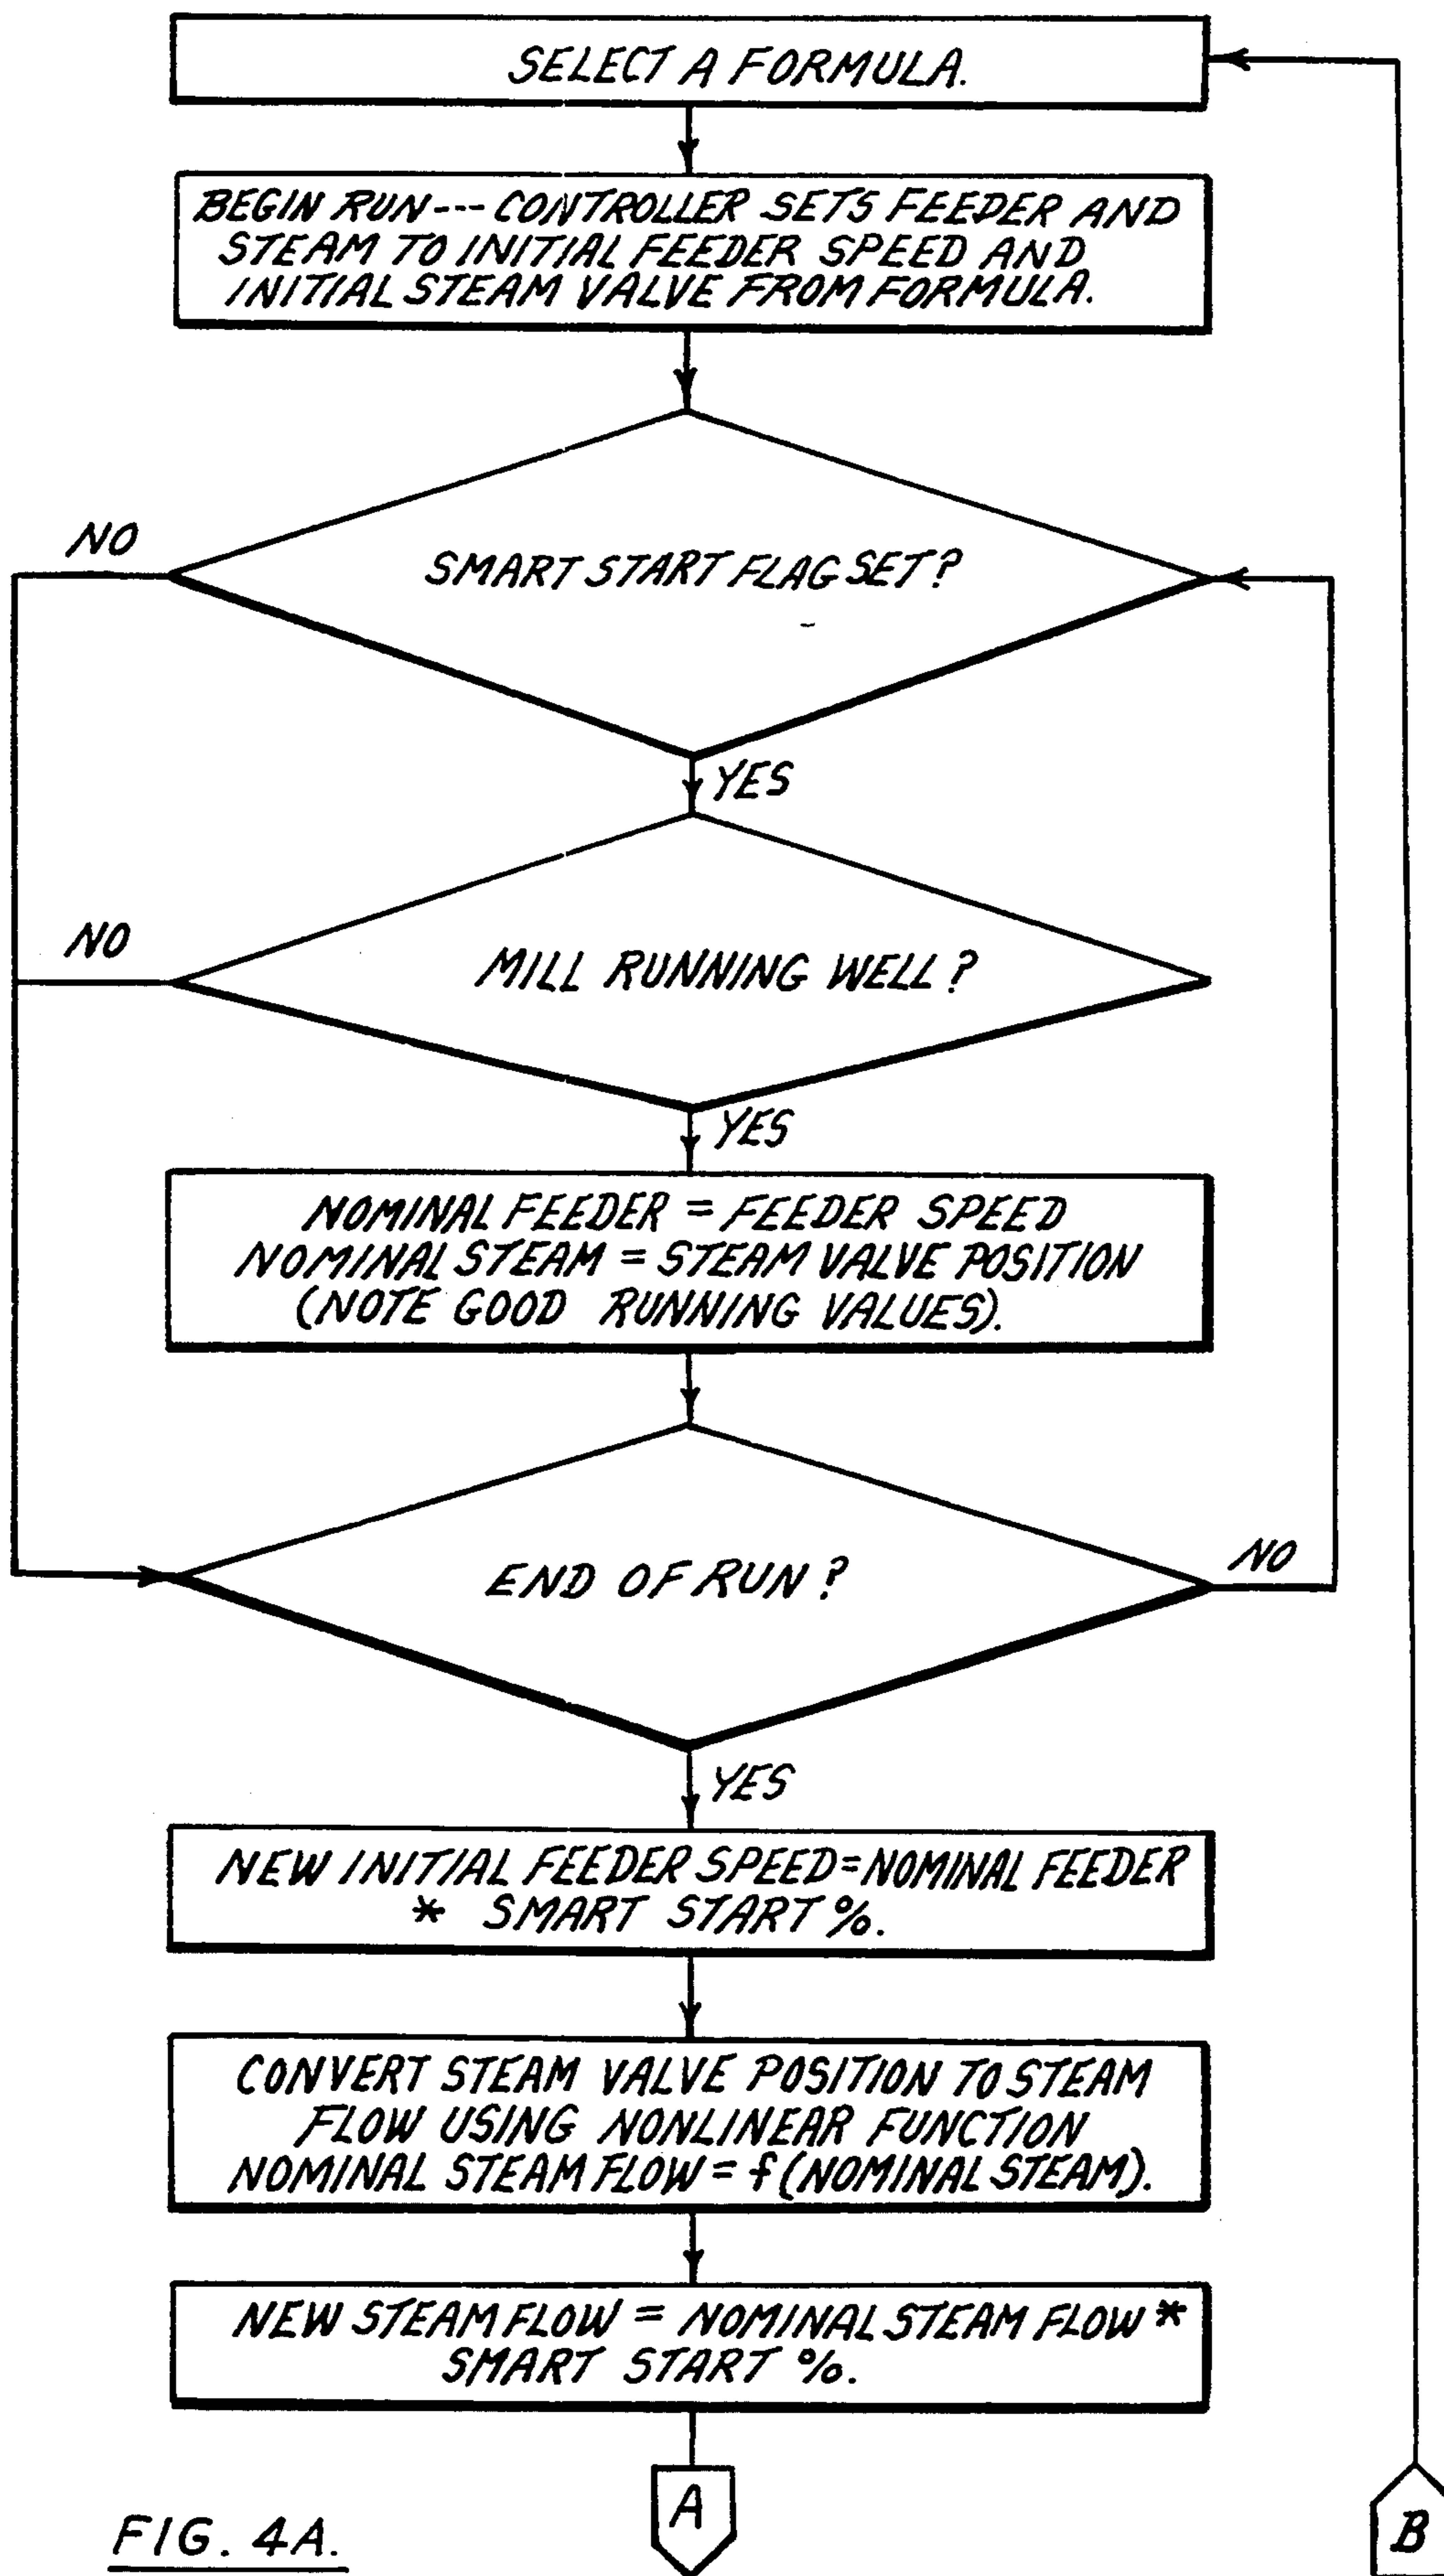 SELECT A FORMULA.
BEGIN RUN --- CONTROLLER SETS FEEDER AND
STEAM TO INITIAL FEEDER SPEED AND
INITIAL STEAM VALVE FROM FORMULA.
NO
SMART START FLAG SET?
YES
NO
MILL RUNNING WELL?
YES
NOMINAL FEEDER = FEEDER SPEED
NOMINAL STEAM = STEAM VALVE POSITION
(NOTE GOOD RUNNING VALUES).
END OF RUN?
NO
YES
NEW INITIAL FEEDER SPEED = NOMINAL FEEDER
* SMART START %.
CONVERT STEAM VALVE POSITION TO STEAM
FLOW USING NONLINEAR FUNCTION
NOMINAL STEAM FLOW = f (NOMINAL STEAM).
NEW STEAM FLOW = NOMINAL STEAM FLOW *
SMART START %.
A
B
FIG. 4A.